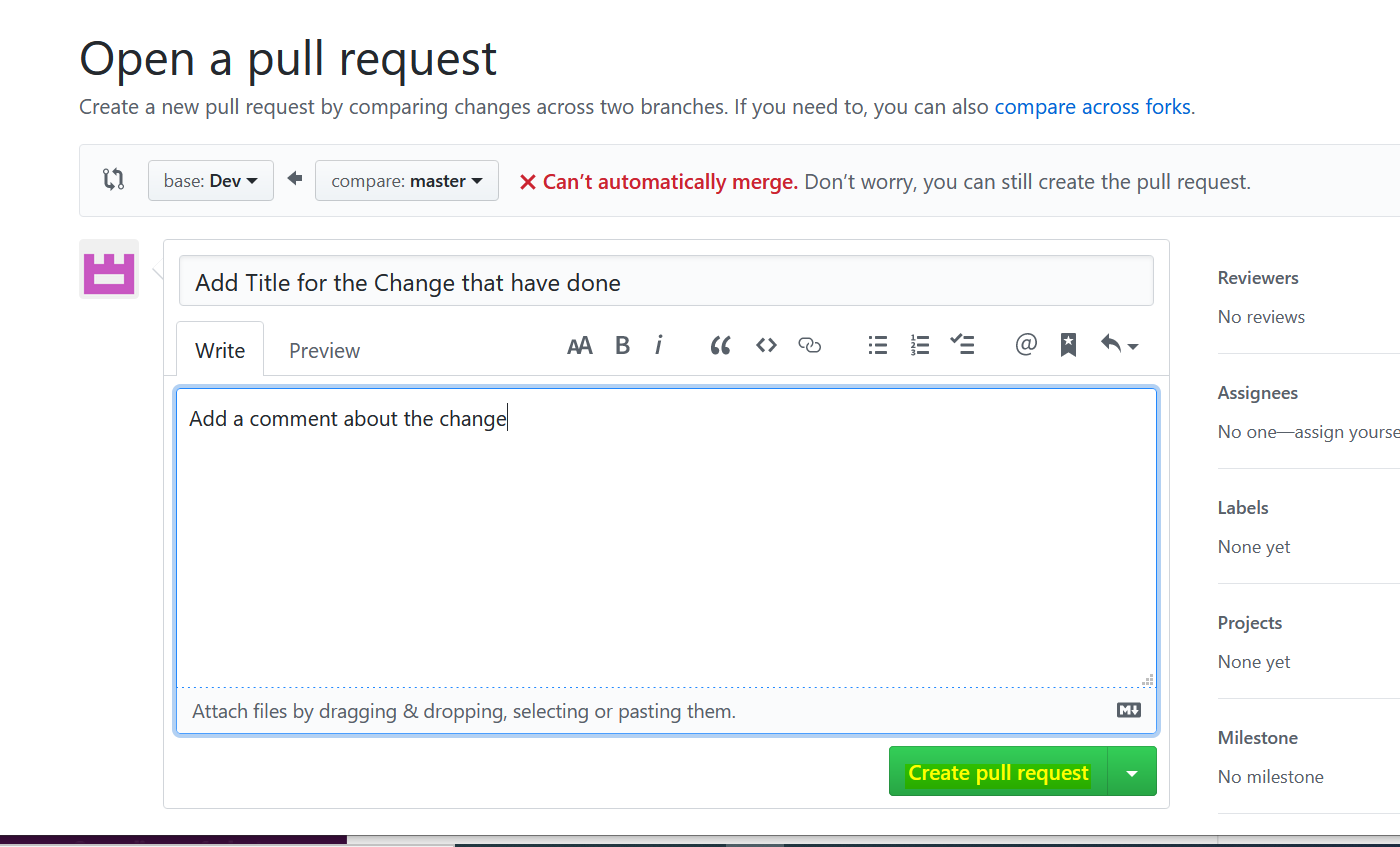 Open a pull request
Create a new pull request by comparing changes across two branches. If you need to, you can also compare across forks.
base: Dev compare: master Can’t automatically merge. Don’t worry, you can still create the pull request.
Add Title for the Change that have done
Write Preview AA B i
Add a comment about the change
Attach files by dragging & dropping, selecting or pasting them.
Create pull request
Reviewers
No reviews
Assignees
No one—assign yourse
Labels
None yet
Projects
None yet
Milestone
No milestone